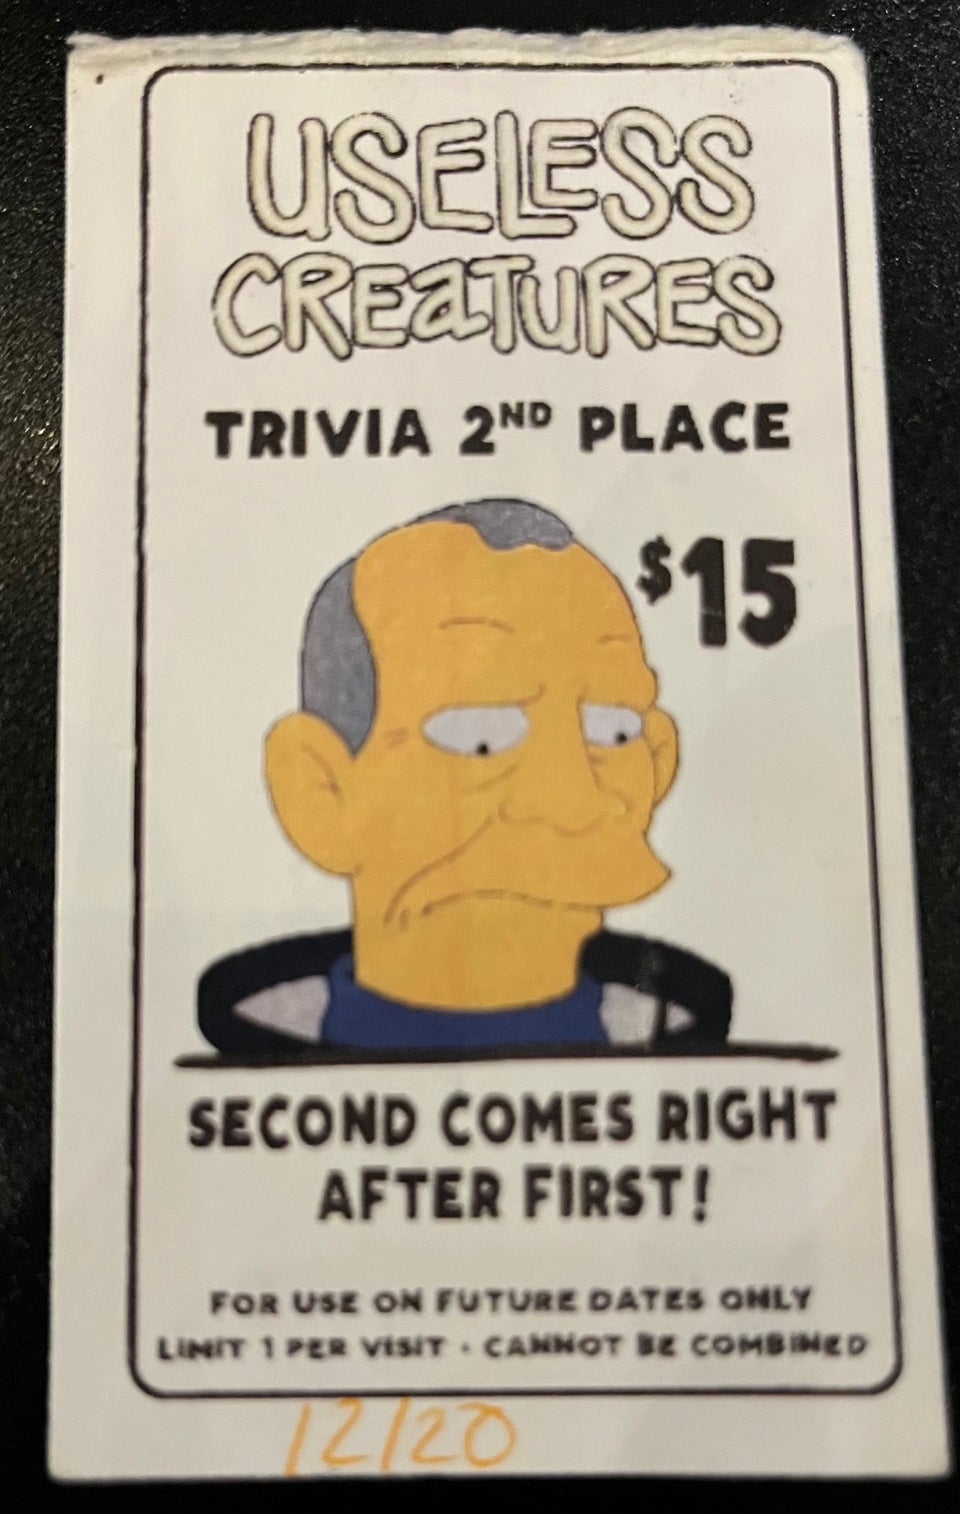 USELESS
CREaTURES
TRIVIA 2ND PLACE
$15
SECOND COMES RIGHT
AFTER FIRST!
FOR USE ON FUTURE DATES ONLY
LIMIT 1 PER VISIT · CANNOT BE COMBINED
12/20